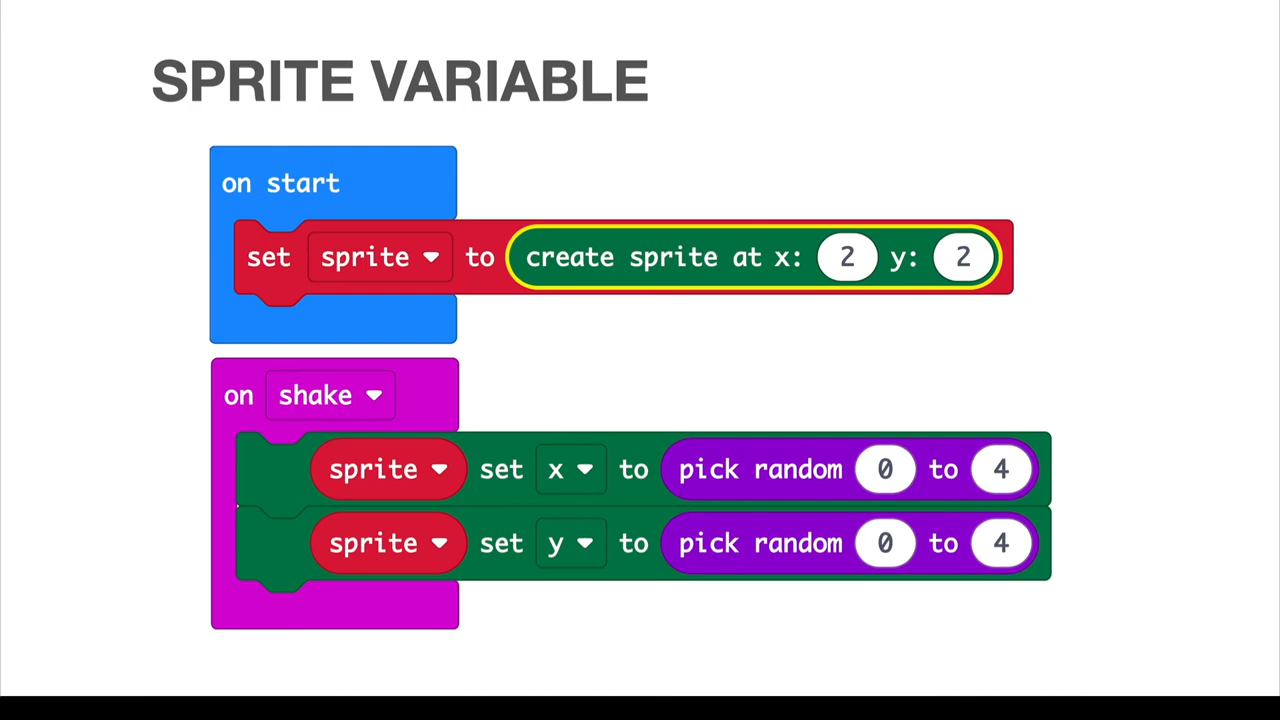 SPRITE VARIABLE
on start
set sprite to create sprite at x: 2 y: 2
on shake
sprite set x to pick random 0 to 4
sprite set y to pick random 0 to 4